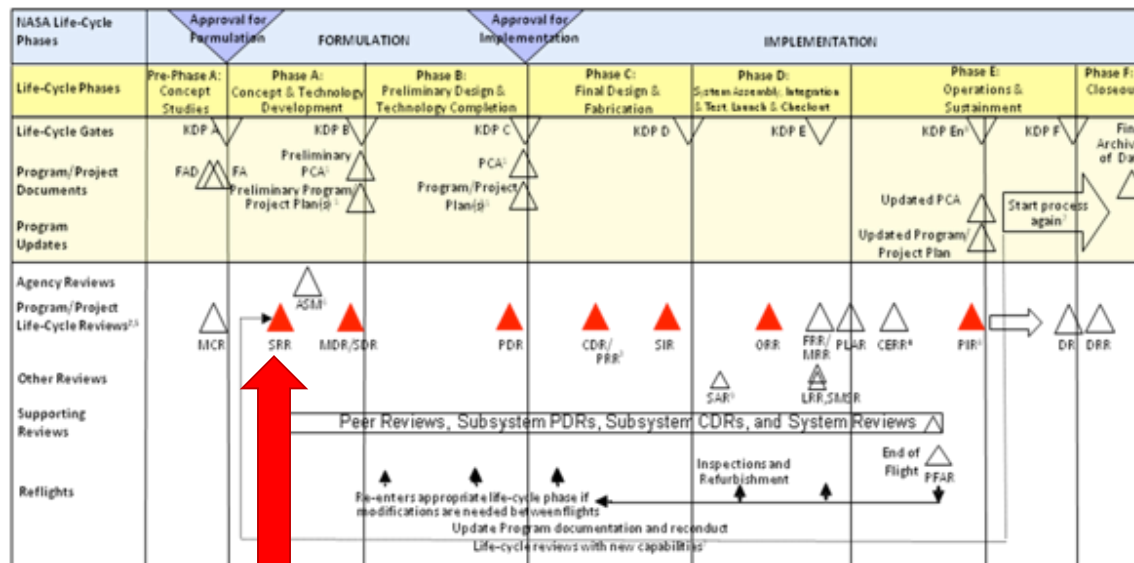 NASA Life-Cycle
Phases
Approval for
Formulation
FORMULATION
Approval for
Implementation
IMPLEMENTATION
Life-Cycle Phases
Pre-Phase A:
Concept
Studies
Phase A:
Concept & Technology
Development
Phase B:
Preliminary Design &
Technology Completion
Phase C:
Final Design &
Fabrication
Phase D:
System Assembly, Integration
& Test, Launch & Checkout
Phase E:
Operations &
Sustainment
Phase F:
Closeou
Life-Cycle Gates
KDP A
KDP B
KDP C
KDP D
KDP E
KDP En
KDP F
Fin
Archiv
of Da
Program/Project
Documents
FAD
FA
Preliminary
PCA
Preliminary Program/
Project Plan(s)
PCA
Program/Project
Plan(s)
Program
Updates
Updated PCA
Updated Program/
Project Plan
Start process
again
Agency Reviews
ASM
Program/Project
Life-Cycle Reviews
MCR
SRR
MDR/SDR
PDR
CDR/
PRR
SIR
ORR
FRR/
MRR
PLAR
CERR
PIR
DR
DRR
Other Reviews
SAR
LRR, SMSR
Supporting
Reviews
Peer Reviews, Subsystem PDRs, Subsystem CDRs, and System Reviews
Reflights
Re-enters appropriate life-cycle phase if
modifications are needed between flights
Inspections and
Refurbishment
End of
Flight
PFAR
Update Program documentation and reconduct
Life-cycle reviews with new capabilities